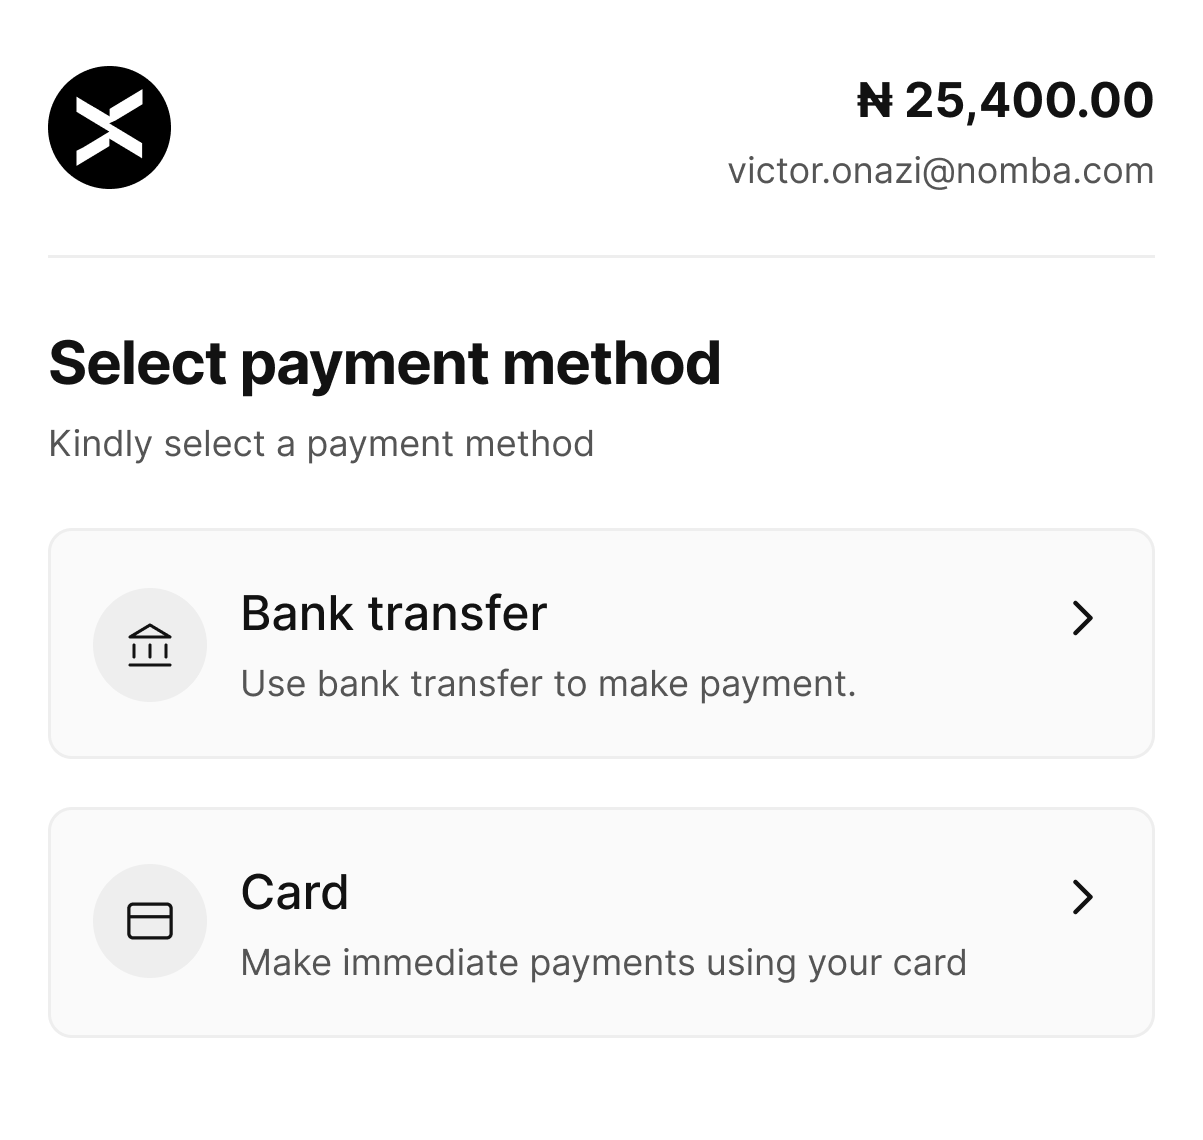 ₦ 25,400.00
victor.onazi@nomba.com
Select payment method
Kindly select a payment method
Bank transfer
Use bank transfer to make payment.
Card
Make immediate payments using your card